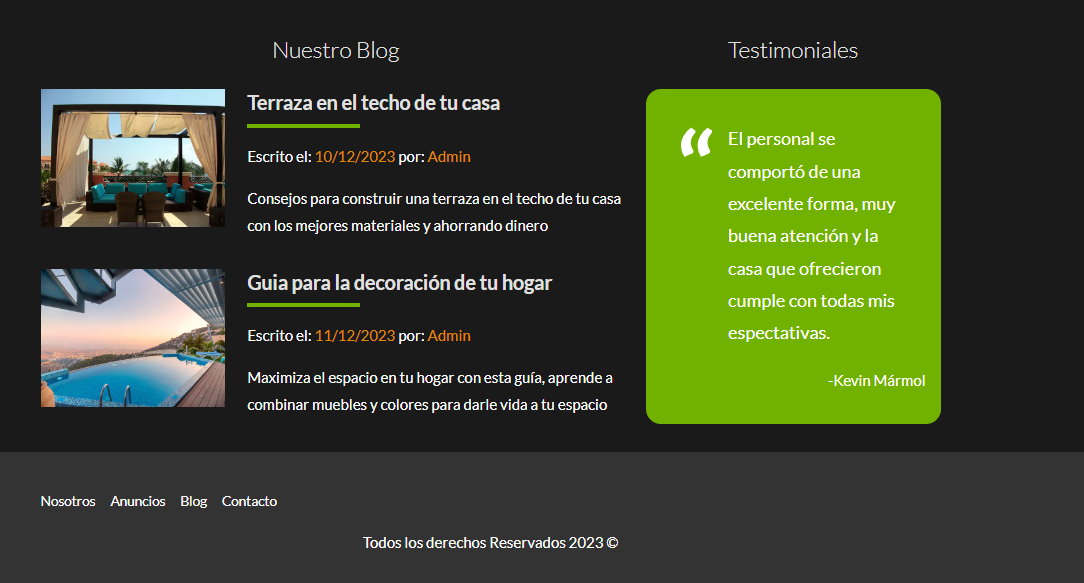 Nuestro Blog
Terraza en el techo de tu casa
Escrito el: 10/12/2023 por: Admin
Consejos para construir una terraza en el techo de tu casa
con los mejores materiales y ahorrando dinero
Guia para la decoración de tu hogar
Escrito el: 11/12/2023 por: Admin
Maximiza el espacio en tu hogar con esta guía, aprende a
combinar muebles y colores para darle vida a tu espacio
Testimoniales
“
El personal se
comportó de una
excelente forma, muy
buena atención y la
casa que ofrecieron
cumple con todas mis
espectativas.
-Kevin Mármol
Nosotros Anuncios Blog Contacto
Todos los derechos Reservados 2023 ©